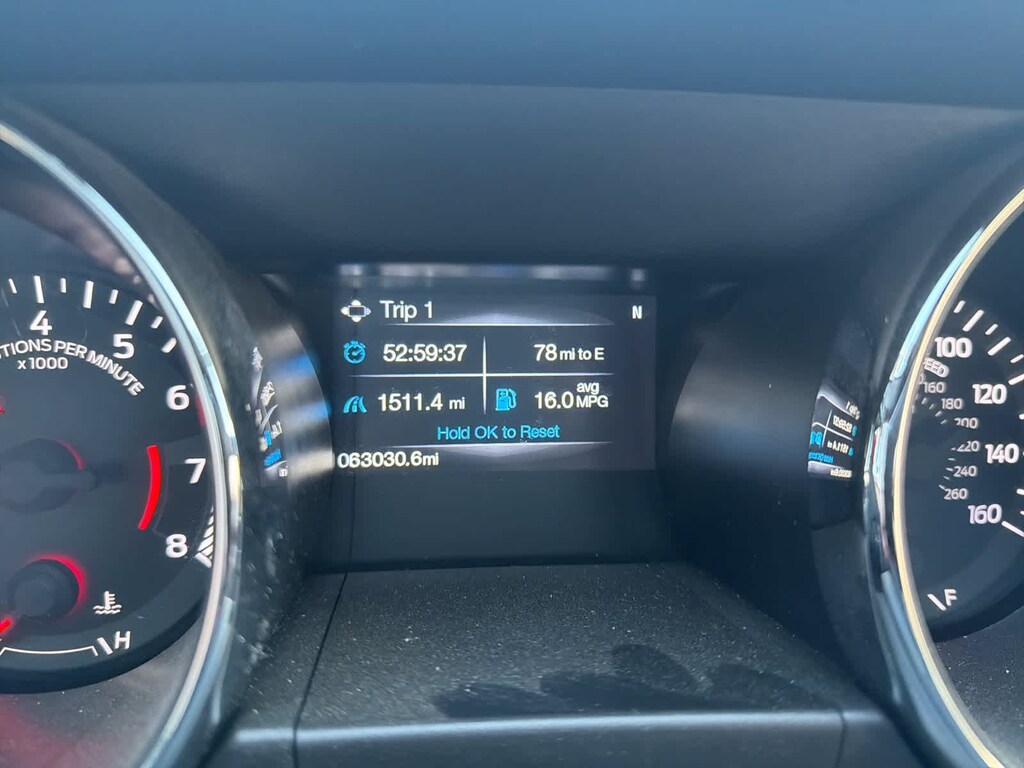 Trip 1
N
52:59:37
78 mi to E
1511.4 mi
16.0 avg MPG
Hold OK to Reset
063030.6mi
4
5
6
7
8
TIONS PER MINUTE
x1000
H
100
120
140
160
160
180
200
220
240
260
F